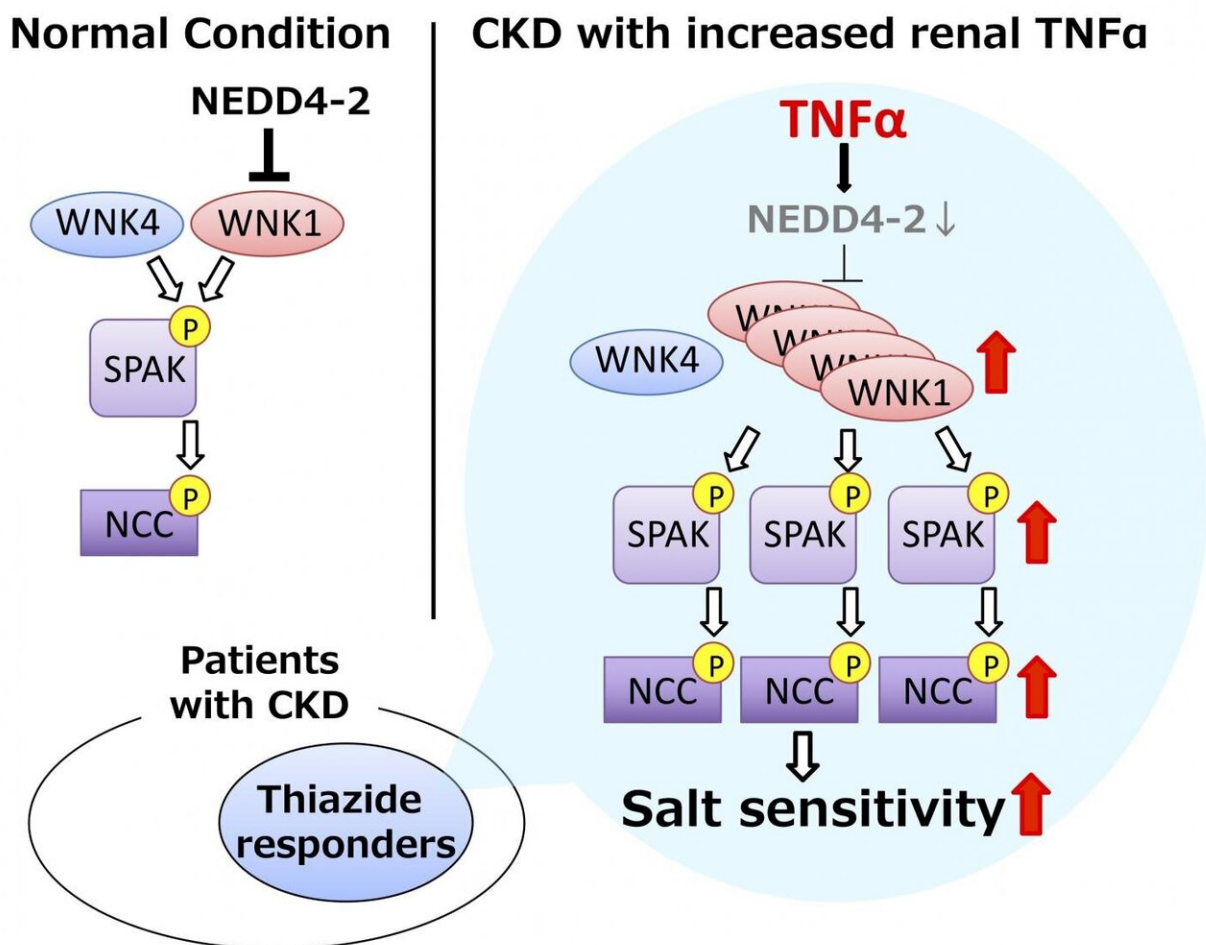 Normal Condition
NEDD4-2
WNK4
WNK1
P
SPAK
P
NCC
CKD with increased renal TNFα
TNFα
NEDD4-2↓
WNK4
WNK1
P
P
P
SPAK
SPAK
SPAK
P
P
P
NCC
NCC
NCC
Salt sensitivity
Patients
with CKD
Thiazide
responders